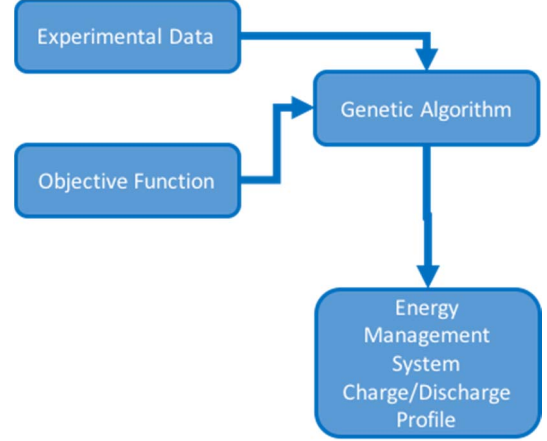 Experimental Data
Genetic Algorithm
Objective Function
Energy
Management
System
Charge/Discharge
Profile